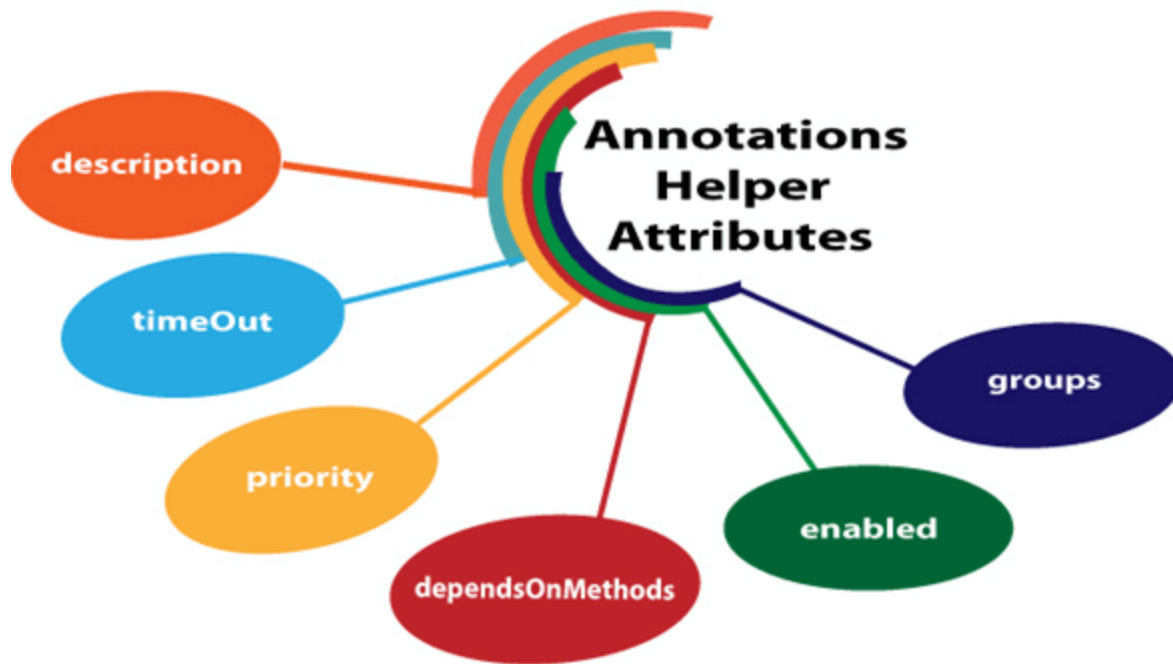 Annotations
Helper
Attributes
description
timeOut
priority
dependsOnMethods
enabled
groups